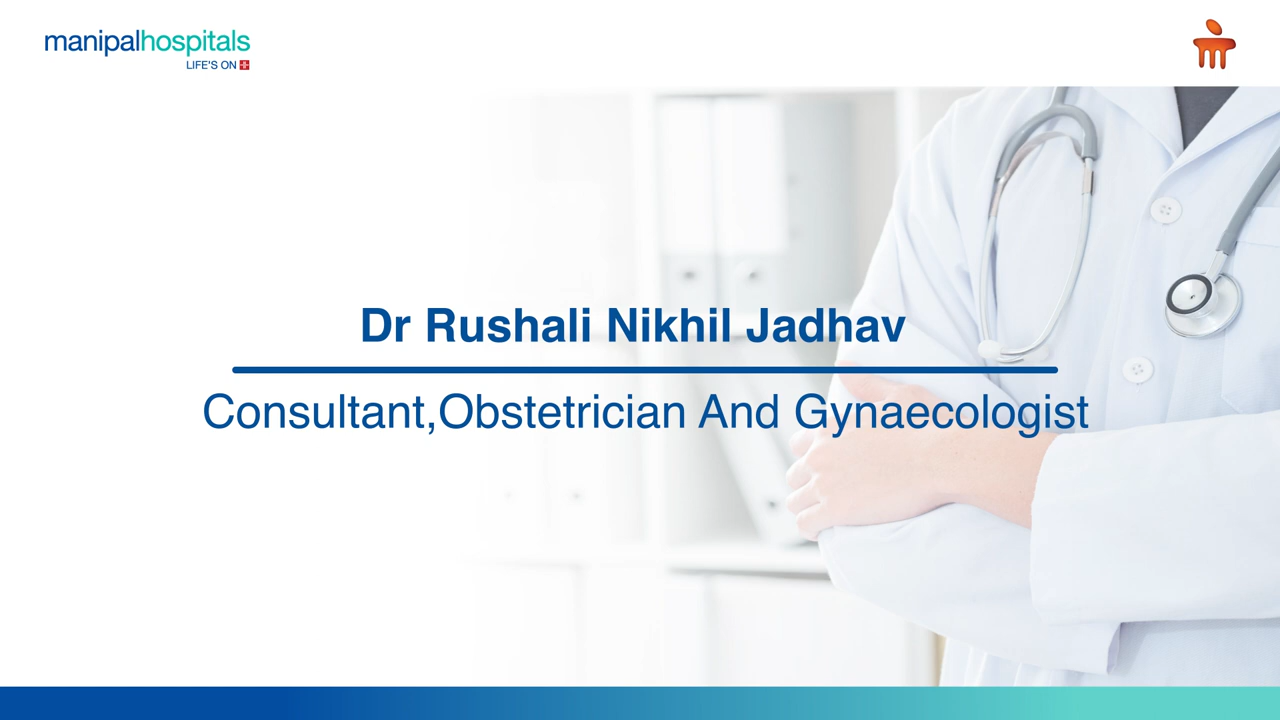 manipalhospitals
LIFE'S ON
Dr Rushali Nikhil Jadhav
Consultant,Obstetrician And Gynaecologist